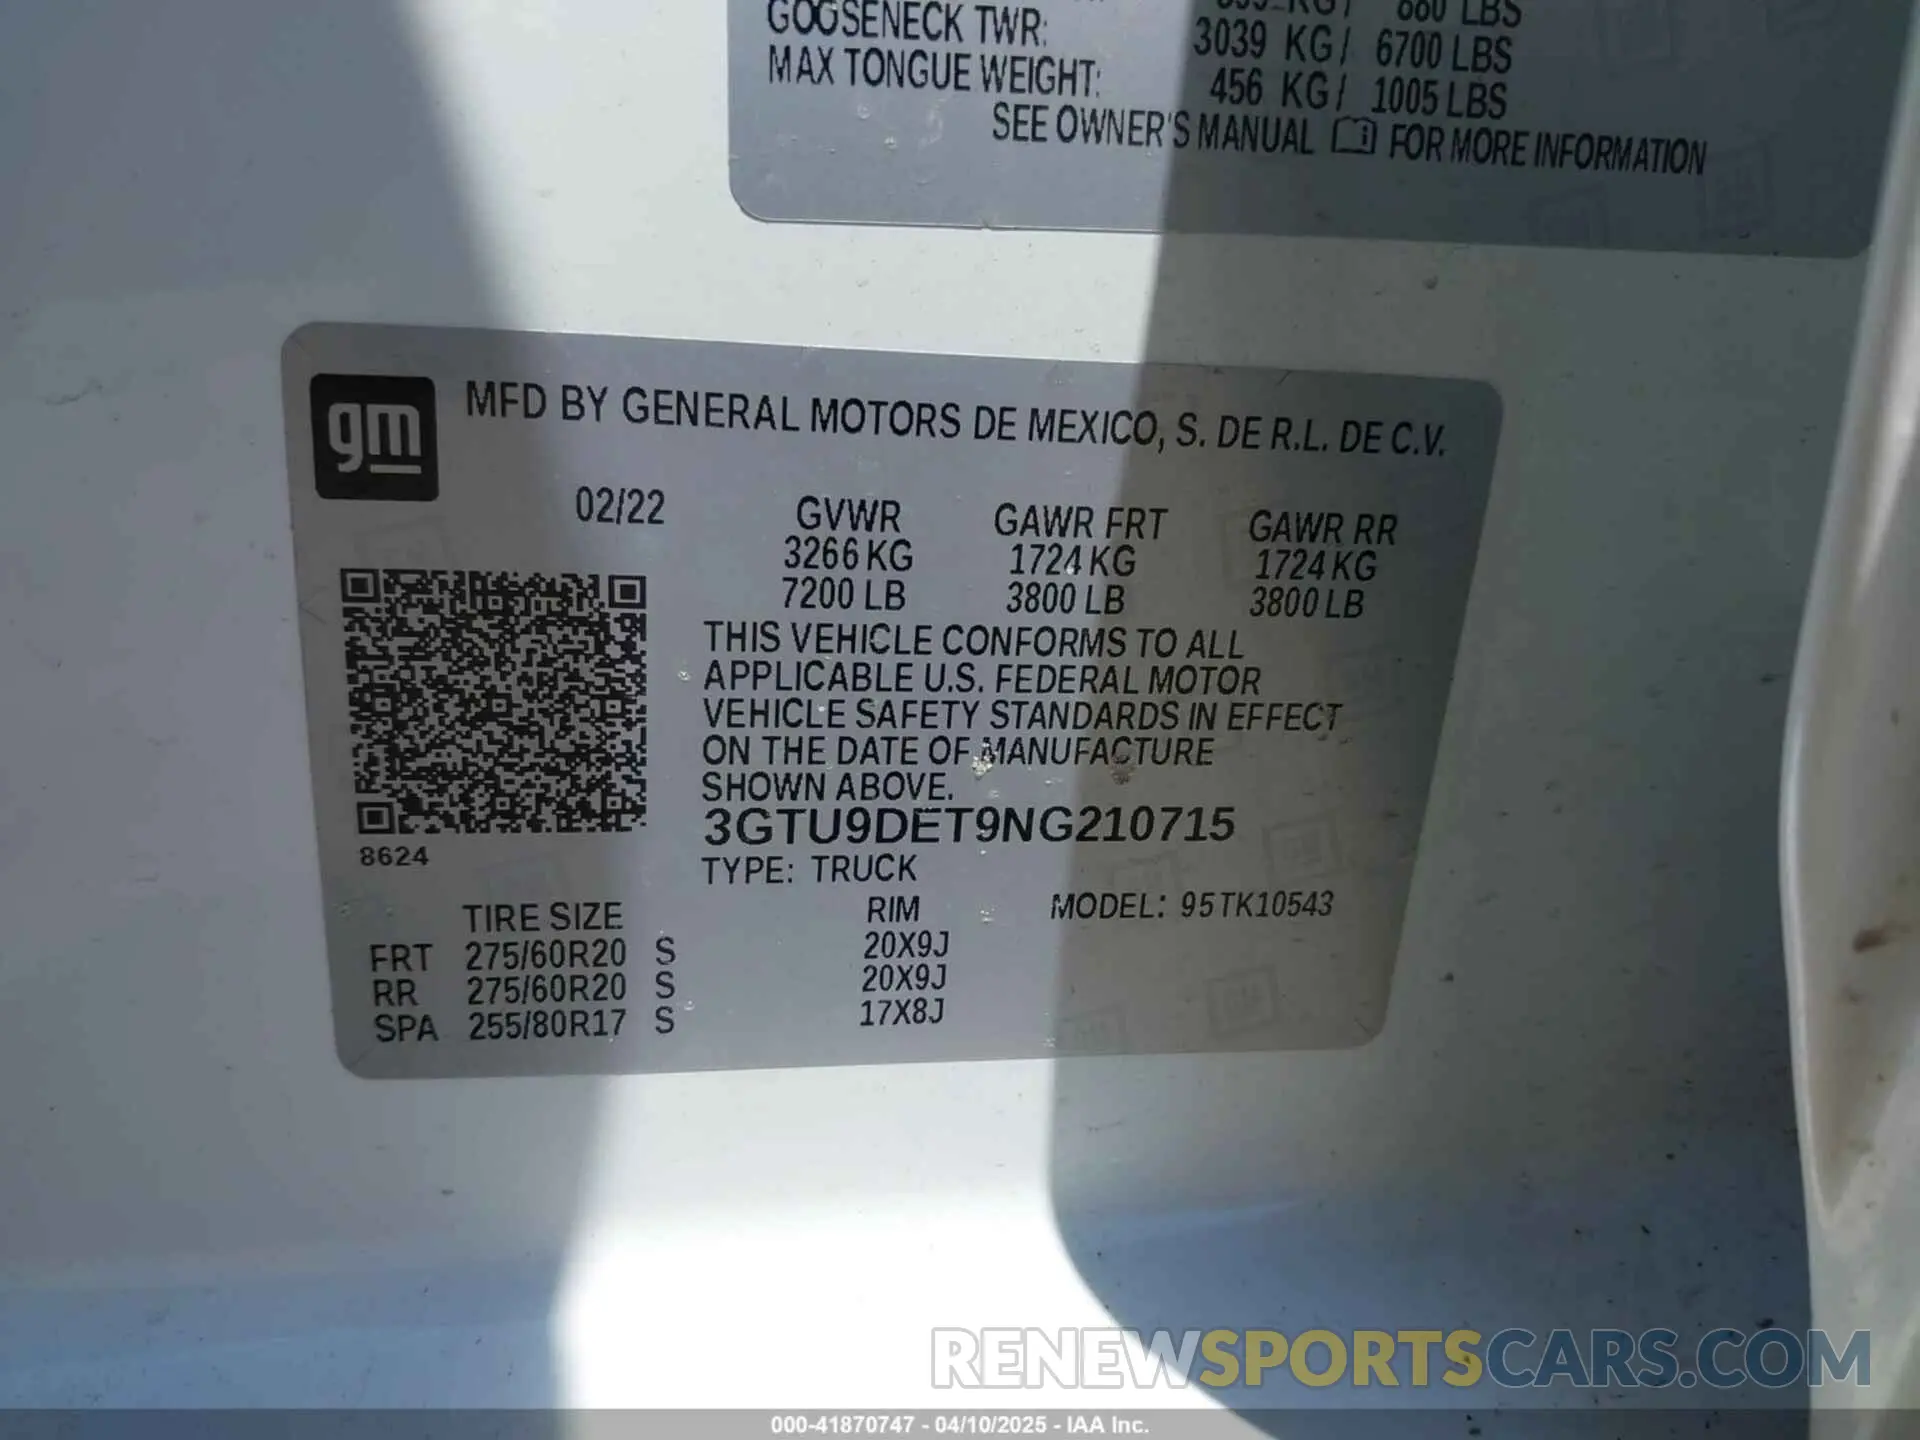 880 LBS
GOOSENECK TWR: 3039 KG/ 6700 LBS
MAX TONGUE WEIGHT: 456 KG/ 1005 LBS
SEE OWNER'S MANUAL FOR MORE INFORMATION
gm
MFD BY GENERAL MOTORS DE MEXICO, S. DE R.L. DE C.V.
02/22 GVWR GAWR FRT GAWR RR
3266 KG 1724 KG 1724 KG
7200 LB 3800 LB 3800 LB
THIS VEHICLE CONFORMS TO ALL
APPLICABLE U.S. FEDERAL MOTOR
VEHICLE SAFETY STANDARDS IN EFFECT
ON THE DATE OF MANUFACTURE
SHOWN ABOVE.
3GTU9DET9NG210715
8624
TYPE: TRUCK
TIRE SIZE RIM MODEL: 95TK10543
FRT 275/60R20 S 20X9J
RR 275/60R20 S 20X9J
SPA 255/80R17 S 17X8J
RENEWSPORTSCARS.COM
000-41870747 - 04/10/2025 - IAA Inc.